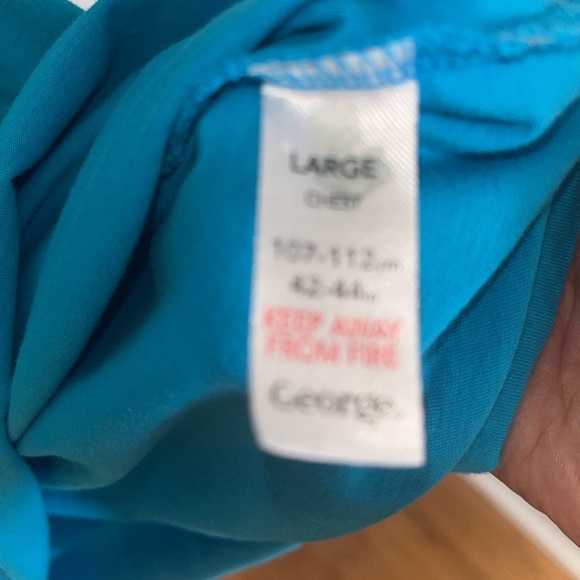 LARGE
CHEST
107-112cm
42-44in
KEEP AWAY
FROM FIRE
George.